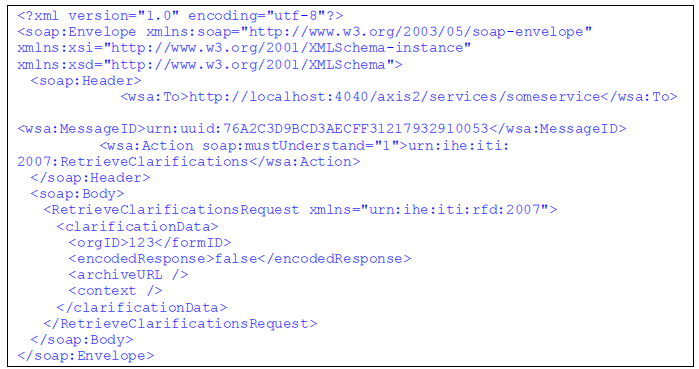 <?xml version="1.0" encoding="utf-8"?>
<soap:Envelope xmlns:soap="http://www.w3.org/2003/05/soap-envelope"
xmlns:xsi="http://www.w3.org/2001/XMLSchema-instance"
xmlns:xsd="http://www.w3.org/2001/XMLSchema">
<soap:Header>
<wsa:To>http://localhost:4040/axis2/services/someservice</wsa:To>
<wsa:MessageID>urn:uuid:76A2C3D9BCD3AECFF31217932910053</wsa:MessageID>
<wsa:Action soap:mustUnderstand="1">urn:ihe:iti:
2007:RetrieveClarifications</wsa:Action>
</soap:Header>
<soap:Body>
<RetrieveClarificationsRequest xmlns="urn:ihe:iti:rfd:2007">
<clarificationData>
<orgID>123</formID>
<encodedResponse>false</encodedResponse>
<archiveURL />
<context />
</clarificationData>
</RetrieveClarificationsRequest>
</soap:Body>
</soap:Envelope>